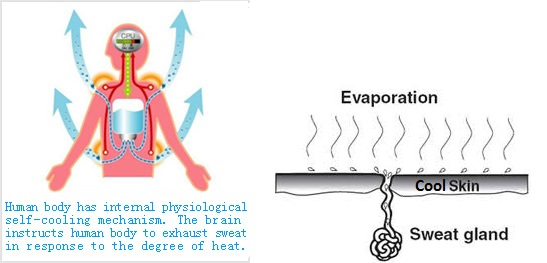 CPU
Human body has internal physiological
self-cooling mechanism. The brain
instructs human body to exhaust sweat
in response to the degree of heat.
Evaporation
Cool Skin
Sweat gland